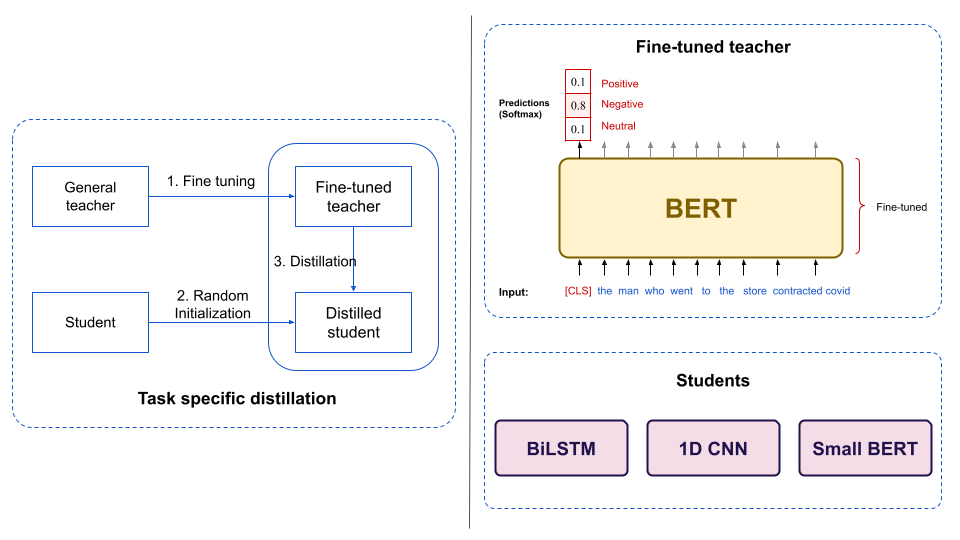 General
teacher
1. Fine tuning
Fine-tuned
teacher
3. Distillation
Student
2. Random
Initialization
Distilled
student
Task specific distillation
Fine-tuned teacher
Predictions
(Softmax)
0.1 Positive
0.8 Negative
0.1 Neutral
BERT
Fine-tuned
Input: [CLS] the man who went to the store contracted covid
Students
BiLSTM
1D CNN
Small BERT